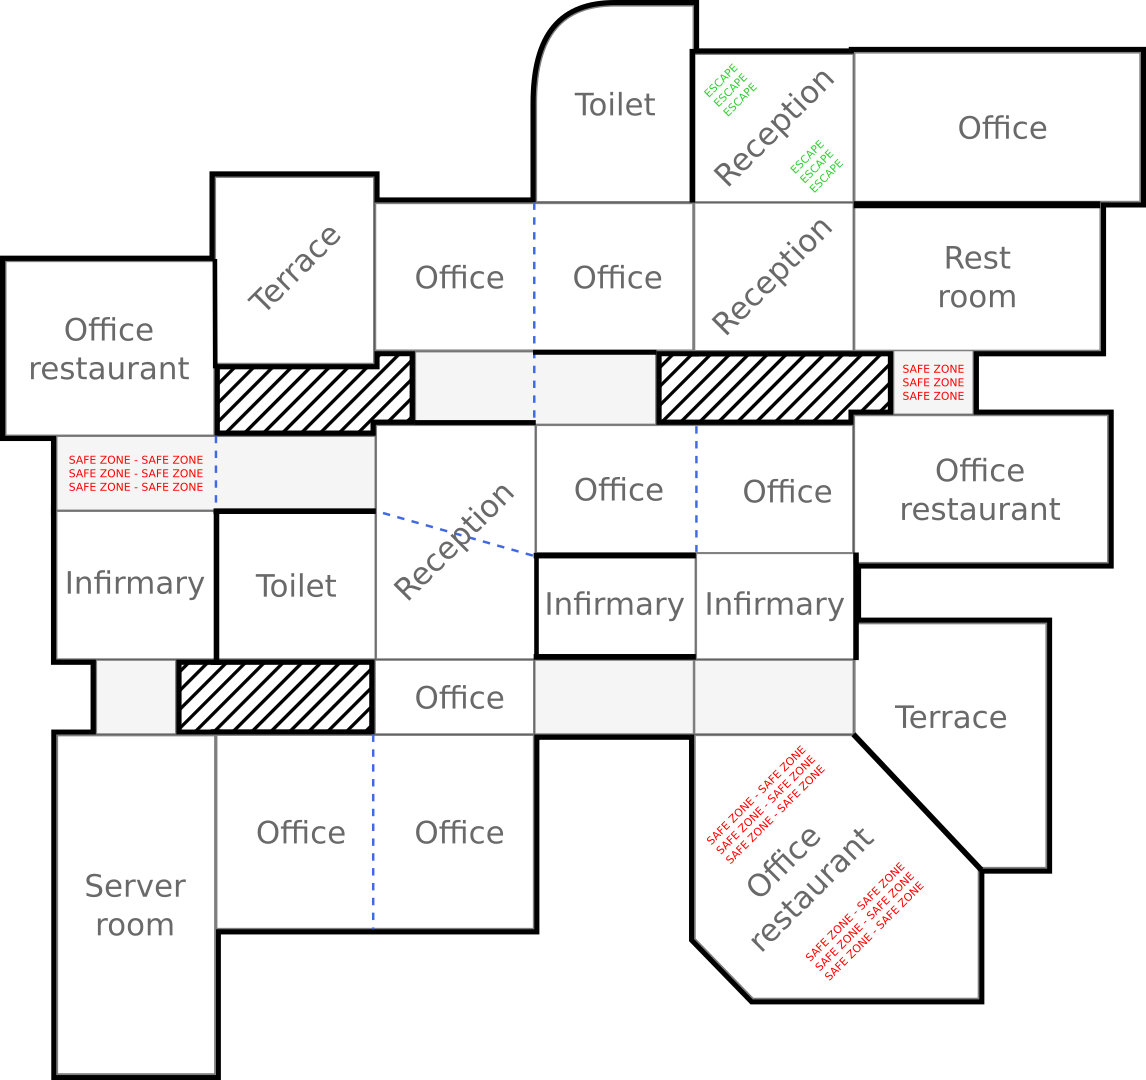 Toilet
ESCAPE
ESCAPE
ESCAPE
Reception
ESCAPE
ESCAPE
ESCAPE
Office
Terrace
Office
Office
Reception
Rest
room
Office
restaurant
SAFE ZONE
SAFE ZONE
SAFE ZONE
SAFE ZONE - SAFE ZONE
SAFE ZONE - SAFE ZONE
SAFE ZONE - SAFE ZONE
Reception
Office
Office
Office
restaurant
Infirmary
Toilet
Infirmary
Infirmary
Office
Terrace
Server
room
Office
Office
SAFE ZONE - SAFE ZONE
SAFE ZONE - SAFE ZONE
SAFE ZONE - SAFE ZONE
Office
restaurant
SAFE ZONE - SAFE ZONE
SAFE ZONE - SAFE ZONE
SAFE ZONE - SAFE ZONE